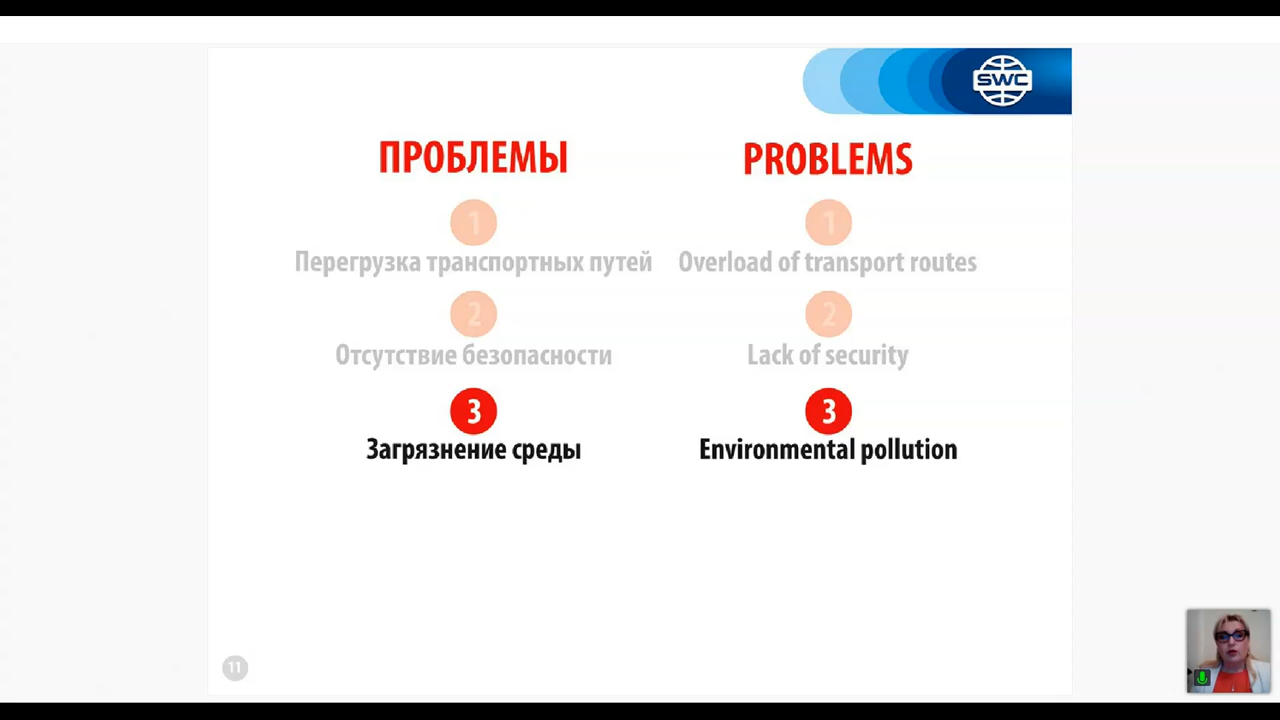 SWC
ПРОБЛЕМЫ
1
Перегрузка транспортных путей
2
Отсутствие безопасности
3
Загрязнение среды
PROBLEMS
1
Overload of transport routes
2
Lack of security
3
Environmental pollution
11